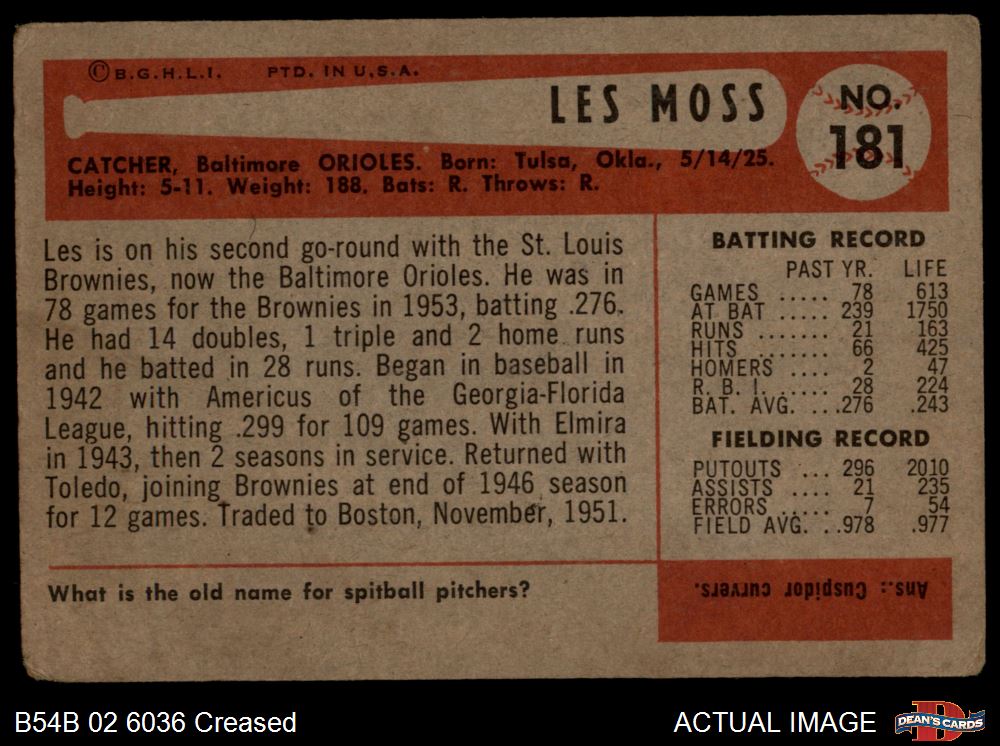 © B.G.H.L.I. PTD. IN U.S.A.
LES MOSS
NO.
181
CATCHER, Baltimore ORIOLES. Born: Tulsa, Okla., 5/14/25.
Height: 5-11. Weight: 188. Bats: R. Throws: R.
Les is on his second go-round with the St. Louis
Brownies, now the Baltimore Orioles. He was in
78 games for the Brownies in 1953, batting .276.
He had 14 doubles, 1 triple and 2 home runs
and he batted in 28 runs. Began in baseball in
1942 with Americus of the Georgia-Florida
League, hitting .299 for 109 games. With Elmira
in 1943, then 2 seasons in service. Returned with
Toledo, joining Brownies at end of 1946 season
for 12 games. Traded to Boston, November, 1951.
BATTING RECORD
PAST YR. LIFE
GAMES ..... 78 613
AT BAT ..... 239 1750
RUNS ....... 21 163
HITS ....... 66 425
HOMERS .... 2 47
R. B. I. ..... 28 224
BAT. AVG. ...276 .243
FIELDING RECORD
PUTOUTS ... 296 2010
ASSISTS .... 21 235
ERRORS ..... 7 54
FIELD AVG. ..978 .977
What is the old name for spitball pitchers?
Ans.: Cuspidor curvers.
B54B 02 6036 Creased
ACTUAL IMAGE
D
DEAN'S CARDS